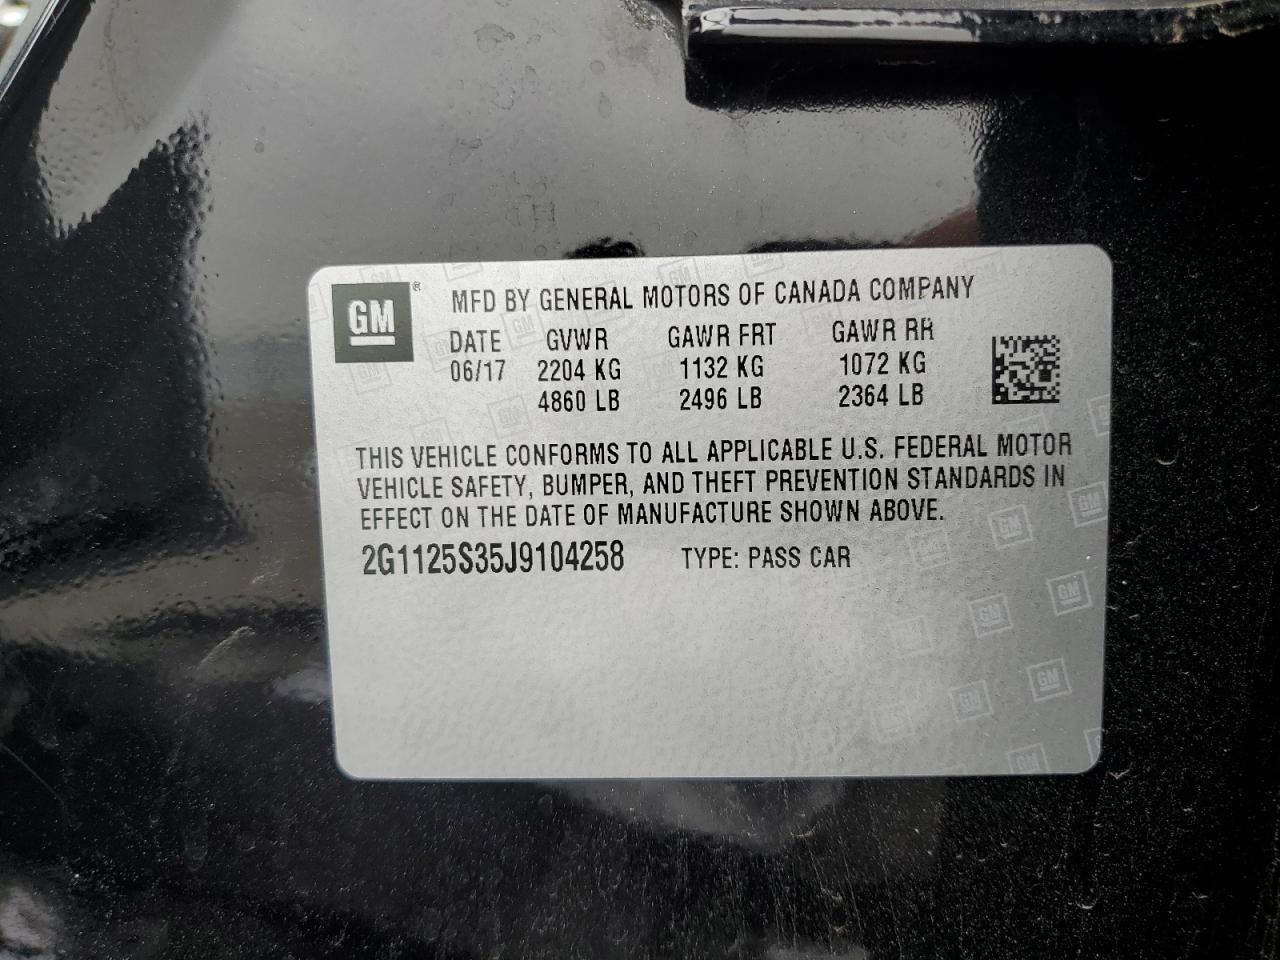 GM ®
MFD BY GENERAL MOTORS OF CANADA COMPANY
DATE GVWR GAWR FRT GAWR RR
06/17 2204 KG 1132 KG 1072 KG
4860 LB 2496 LB 2364 LB
THIS VEHICLE CONFORMS TO ALL APPLICABLE U.S. FEDERAL MOTOR
VEHICLE SAFETY, BUMPER, AND THEFT PREVENTION STANDARDS IN
EFFECT ON THE DATE OF MANUFACTURE SHOWN ABOVE.
2G1125S35J9104258 TYPE: PASS CAR